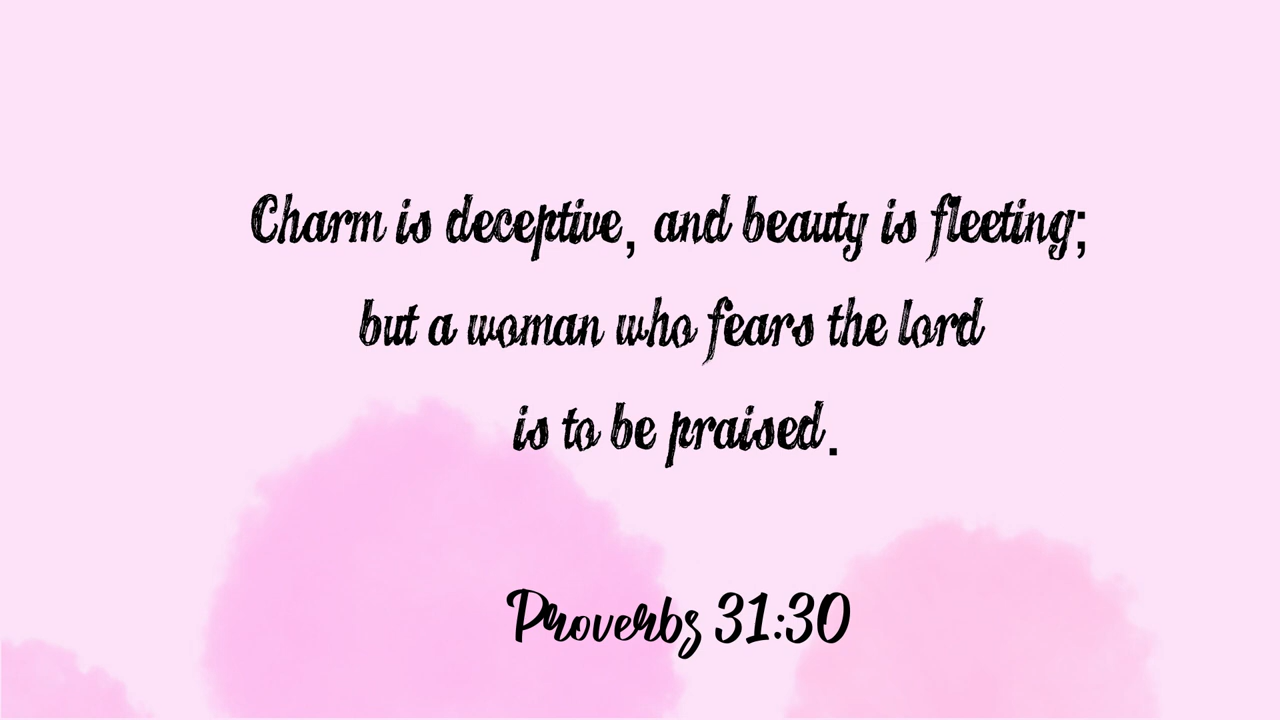 Charm is deceptive, and beauty is fleeting;
but a woman who fears the lord
is to be praised.
Proverbs 31:30